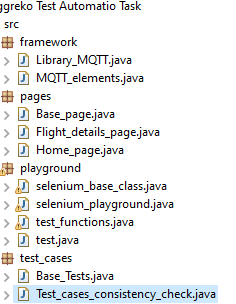 ggreko Test Automatio Task
src
framework
Library_MQTT.java
MQTT_elements.java
pages
Base_page.java
Flight_details_page.java
Home_page.java
playground
selenium_base_class.java
selenium_playground.java
test_functions.java
test.java
test_cases
Base_Tests.java
Test_cases_consistency_check.java